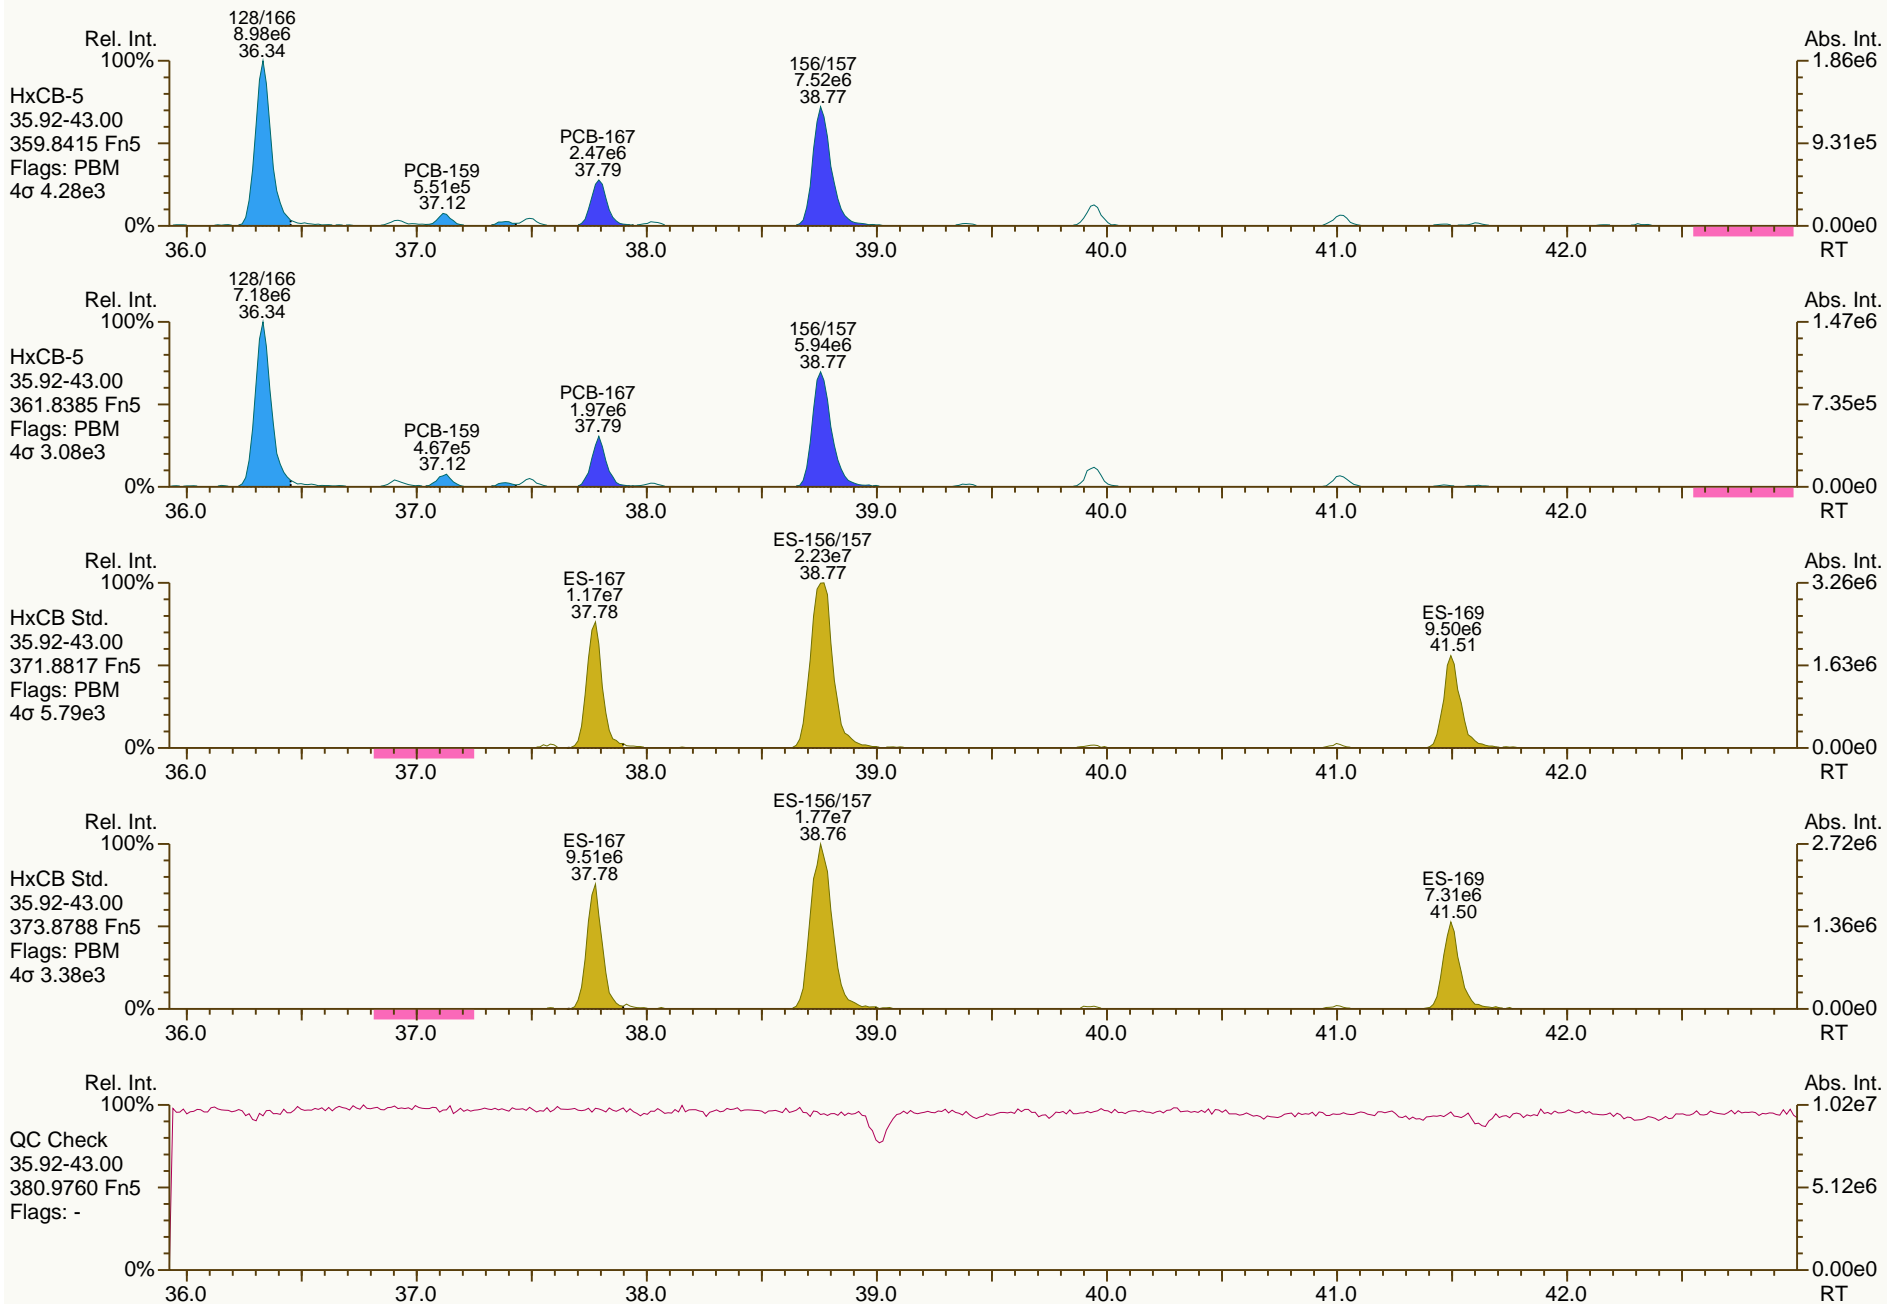 128/166
8.98e6
36.34
Rel. Int.
100%
Abs. Int.
1.86e6
156/157
7.52e6
38.77
HxCB-5
35.92-43.00
359.8415 Fn5
Flags: PBM
4σ 4.28e3
PCB-167
2.47e6
37.79
9.31e5
PCB-159
5.51e5
37.12
0%
0.00e0
36.0 37.0 38.0 39.0 40.0 41.0 42.0 RT
128/166
7.18e6
36.34
Rel. Int.
100%
Abs. Int.
1.47e6
156/157
5.94e6
38.77
HxCB-5
35.92-43.00
361.8385 Fn5
Flags: PBM
4σ 3.08e3
PCB-167
1.97e6
37.79
7.35e5
PCB-159
4.67e5
37.12
0%
0.00e0
36.0 37.0 38.0 39.0 40.0 41.0 42.0 RT
ES-156/157
2.23e7
38.77
Rel. Int.
100%
Abs. Int.
3.26e6
ES-167
1.17e7
37.78
HxCB Std.
35.92-43.00
371.8817 Fn5
Flags: PBM
4σ 5.79e3
ES-169
9.50e6
41.51
1.63e6
0%
0.00e0
36.0 37.0 38.0 39.0 40.0 41.0 42.0 RT
ES-156/157
1.77e7
38.76
Rel. Int.
100%
Abs. Int.
2.72e6
ES-167
9.51e6
37.78
HxCB Std.
35.92-43.00
373.8788 Fn5
Flags: PBM
4σ 3.38e3
ES-169
7.31e6
41.50
1.36e6
0%
0.00e0
36.0 37.0 38.0 39.0 40.0 41.0 42.0 RT
Rel. Int.
100%
Abs. Int.
1.02e7
QC Check
35.92-43.00
380.9760 Fn5
Flags: -
5.12e6
0%
0.00e0
36.0 37.0 38.0 39.0 40.0 41.0 42.0 RT